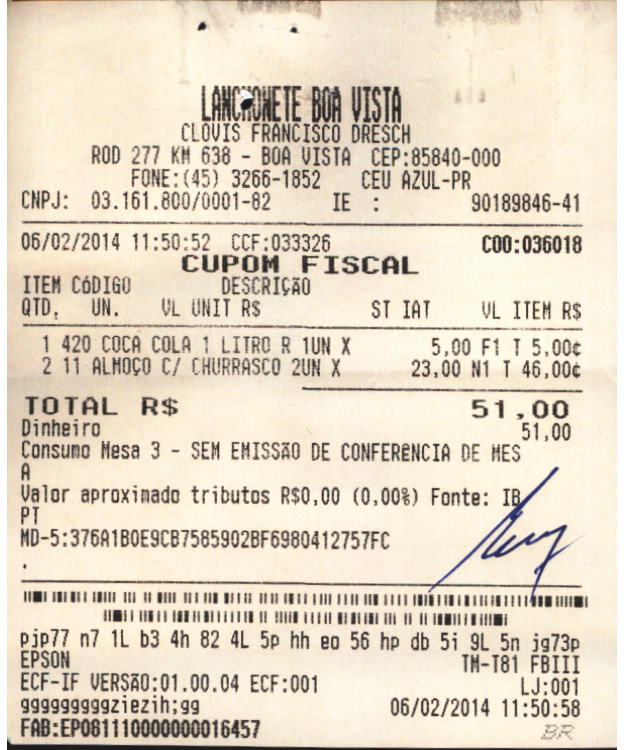 LANCHONETE BOA VISTA
CLOVIS FRANCISCO DRESCH
ROD 277 KM 638 - BOA VISTA CEP:85840-000
FONE:(45) 3266-1852 CEU AZUL-PR
CNPJ: 03.161.800/0001-82 IE : 90189846-41
06/02/2014 11:50:52 CCF:033326 COO:036018
CUPOM FISCAL
ITEM CÓDIGO DESCRIÇÃO
QTD. UN. VL UNIT R$ ST IAT VL ITEM R$
1 420 COCA COLA 1 LITRO R 1UN X 5,00 F1 T 5,00¢
2 11 ALMOÇO C/ CHURRASCO 2UN X 23,00 N1 T 46,00¢
TOTAL R$ 51,00
Dinheiro 51,00
Consumo Mesa 3 - SEM EMISSÃO DE CONFERÊNCIA DE MES
A
Valor aproximado tributos R$0,00 (0,00%) Fonte: IB
PT
MD-5:376A1B0E9CB7585902BF6980412757FC
.
pjp77 n7 1L b3 4h 82 4L 5p hh eo 56 hp db 5i 9L 5n jg73p
EPSON TM-T81 FBIII
ECF-IF VERSÃO:01.00.04 ECF:001 LJ:001
gggggggggziezih;gg 06/02/2014 11:50:58
FAB:EP081110000000016457 BR